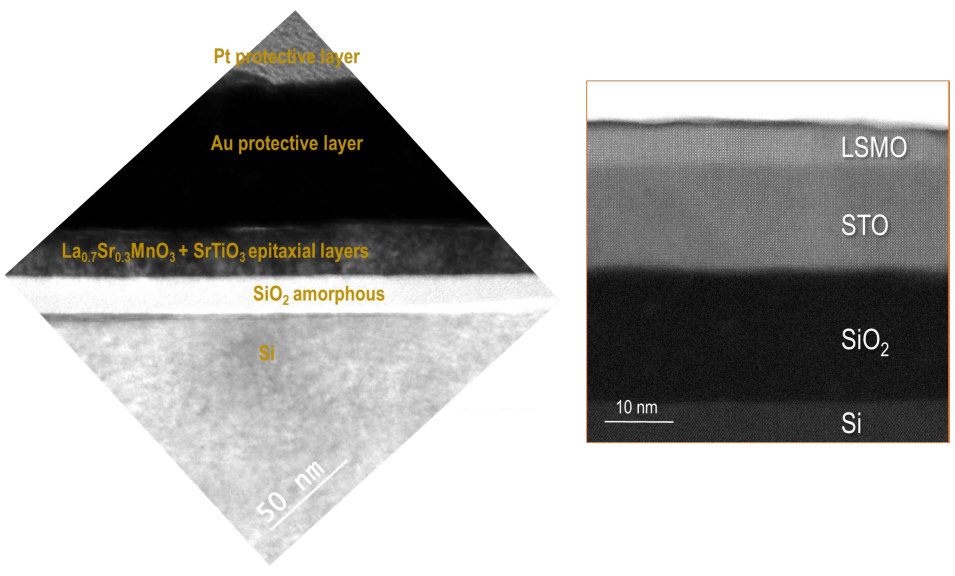 Pt protective layer
Au protective layer
La0.7Sr0.3MnO3 + SrTiO3 epitaxial layers
SiO2 amorphous
Si
50 nm
LSMO
STO
SiO2
Si
10 nm